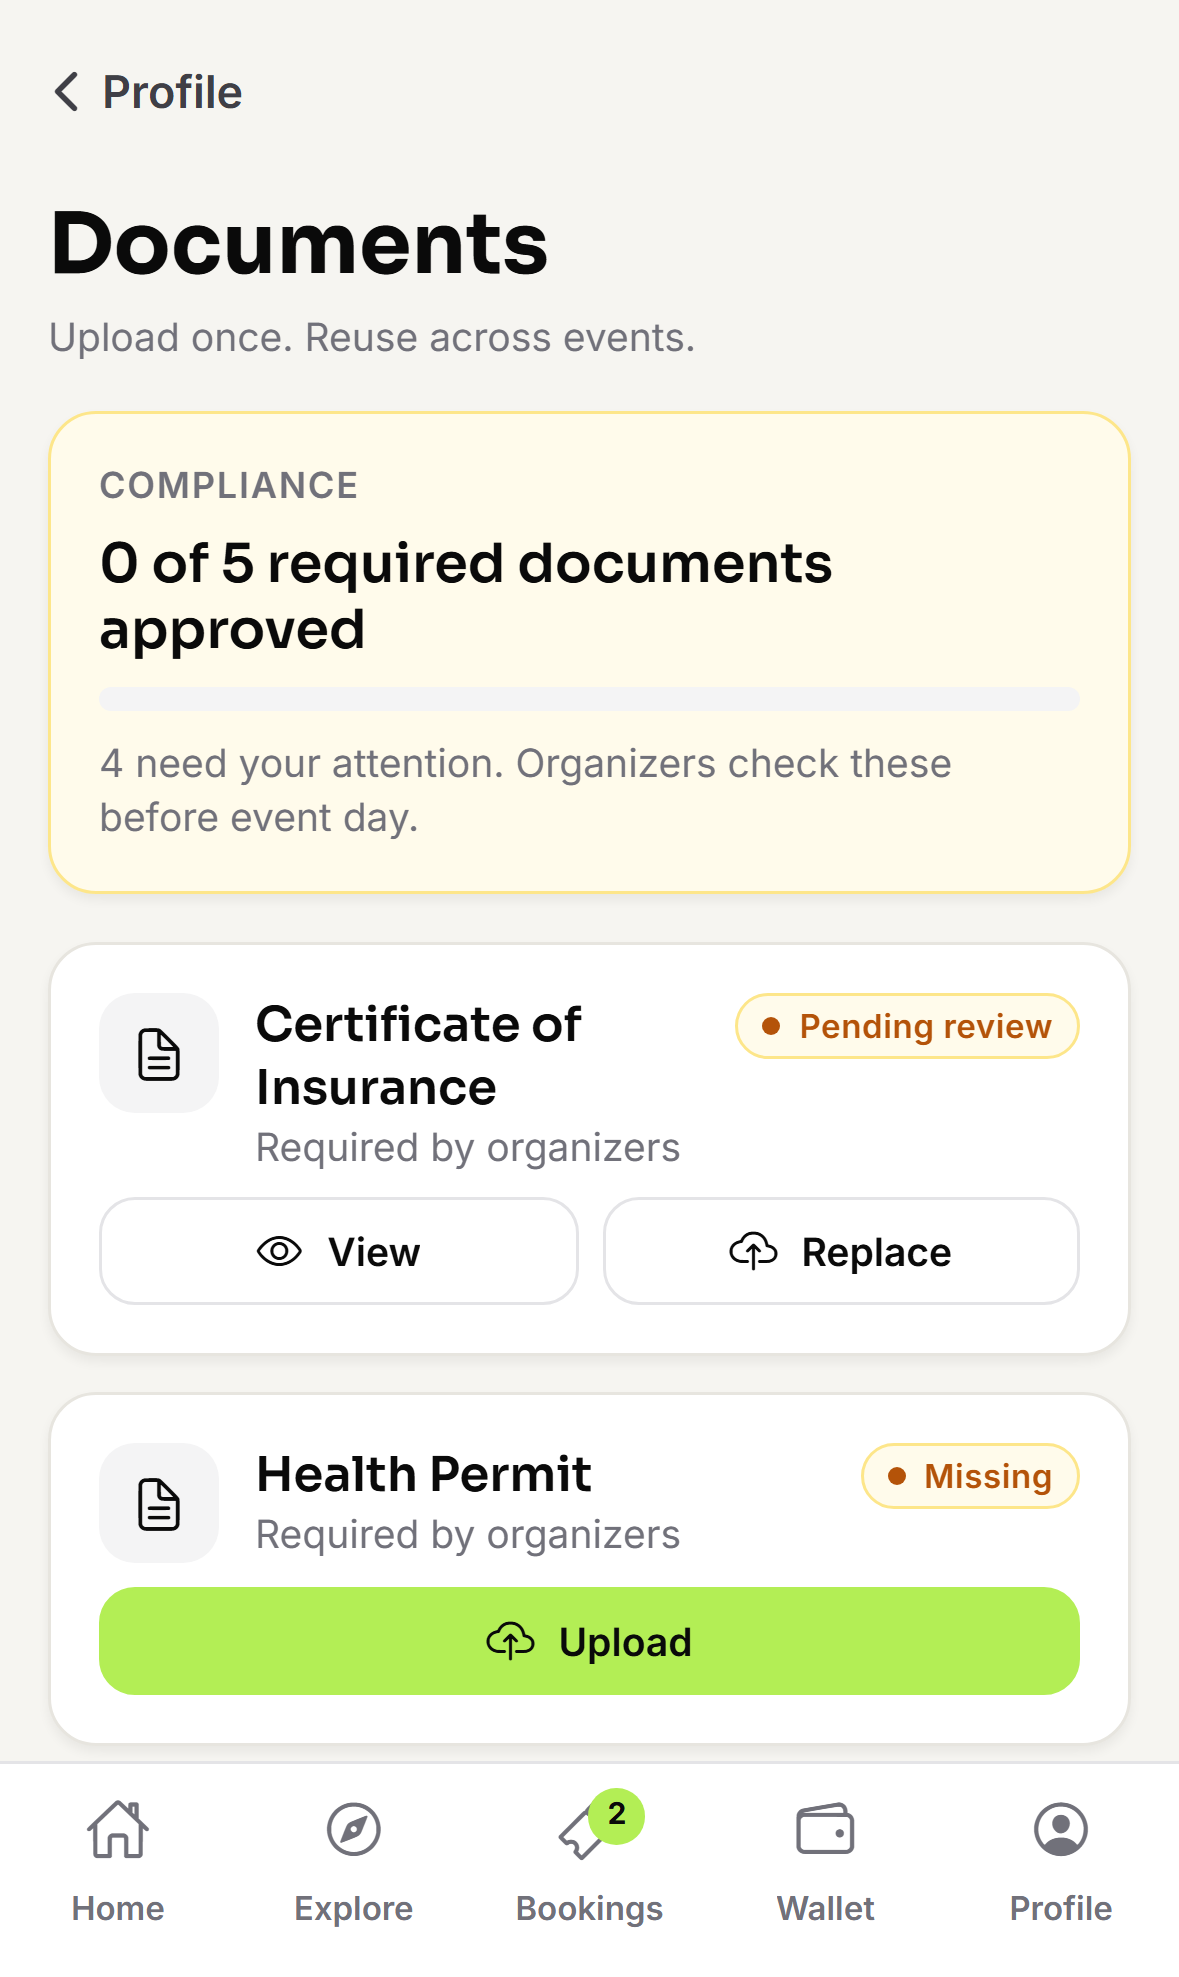 Profile
Documents
Upload once. Reuse across events.
COMPLIANCE
0 of 5 required documents
approved
4 need your attention. Organizers check these
before event day.
Certificate of
Insurance
Pending review
Required by organizers
View
Replace
Health Permit
Missing
Required by organizers
Upload
2
Home
Explore
Bookings
Wallet
Profile